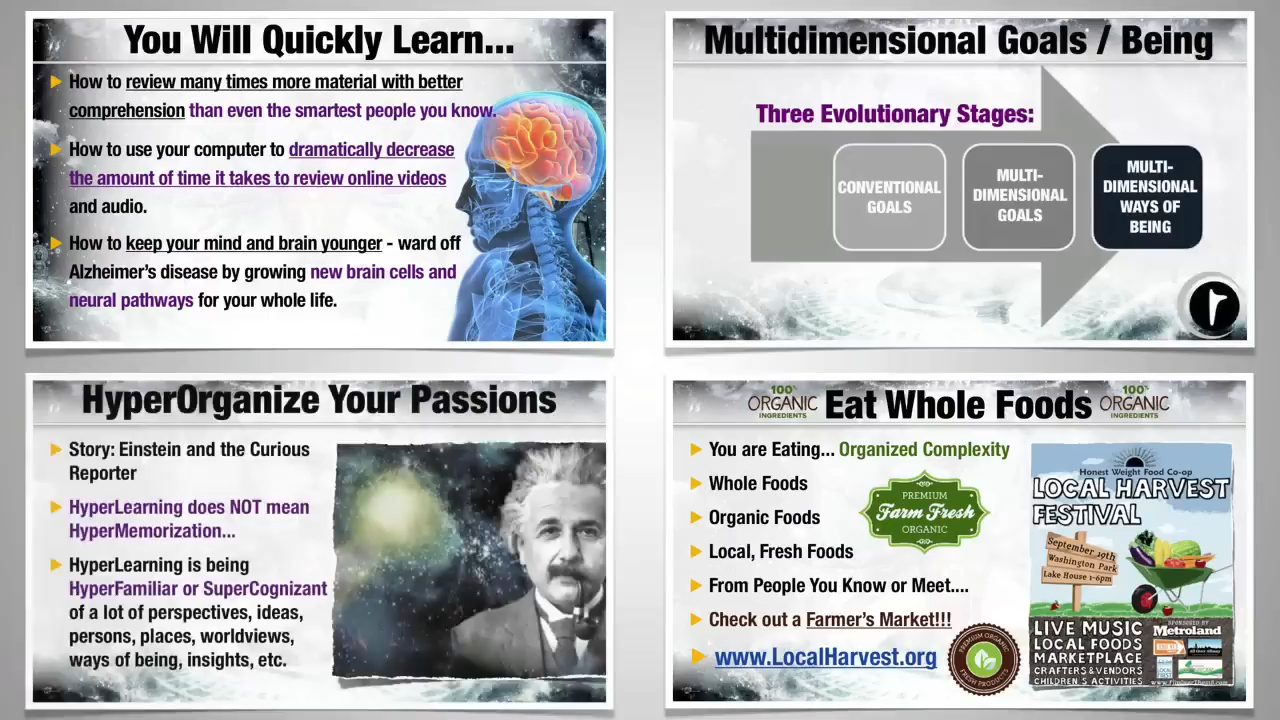 You Will Quickly Learn...
How to review many times more material with better
comprehension than even the smartest people you know.
How to use your computer to dramatically decrease
the amount of time it takes to review online videos
and audio.
How to keep your mind and brain younger - ward off
Alzheimer's disease by growing new brain cells and
neural pathways for your whole life.
Multidimensional Goals / Being
Three Evolutionary Stages:
CONVENTIONAL
GOALS
MULTI-
DIMENSIONAL
GOALS
MULTI-
DIMENSIONAL
WAYS OF
BEING
HyperOrganize Your Passions
Story: Einstein and the Curious
Reporter
HyperLearning does NOT mean
HyperMemorization...
HyperLearning is being
HyperFamiliar or SuperCognizant
of a lot of perspectives, ideas,
persons, places, worldviews,
ways of being, insights, etc.
100%
ORGANIC
INGREDIENTS
Eat Whole Foods
100%
ORGANIC
INGREDIENTS
You are Eating... Organized Complexity
Whole Foods
Organic Foods
Local, Fresh Foods
From People You Know or Meet....
Check out a Farmer's Market!!!
www.LocalHarvest.org
PREMIUM
Farm Fresh
ORGANIC
PREMIUM ORGANIC
FRESH PRODUCTS
Honest Weight Food Co-op
LOCAL HARVEST
FESTIVAL
September 19th
Washington Park
Lake House 1-6pm
LIVE MUSIC
LOCAL FOODS
MARKETPLACE
CRAFTERS & VENDORS
CHILDREN'S ACTIVITIES
SPONSORED BY
Metroland